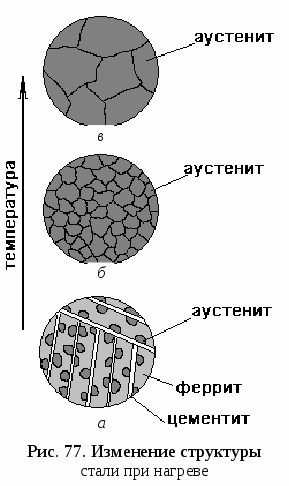 аустенит
в
температура
аустенит
б
аустенит
феррит
цементит
а
Рис. 77. Изменение структуры
стали при нагреве